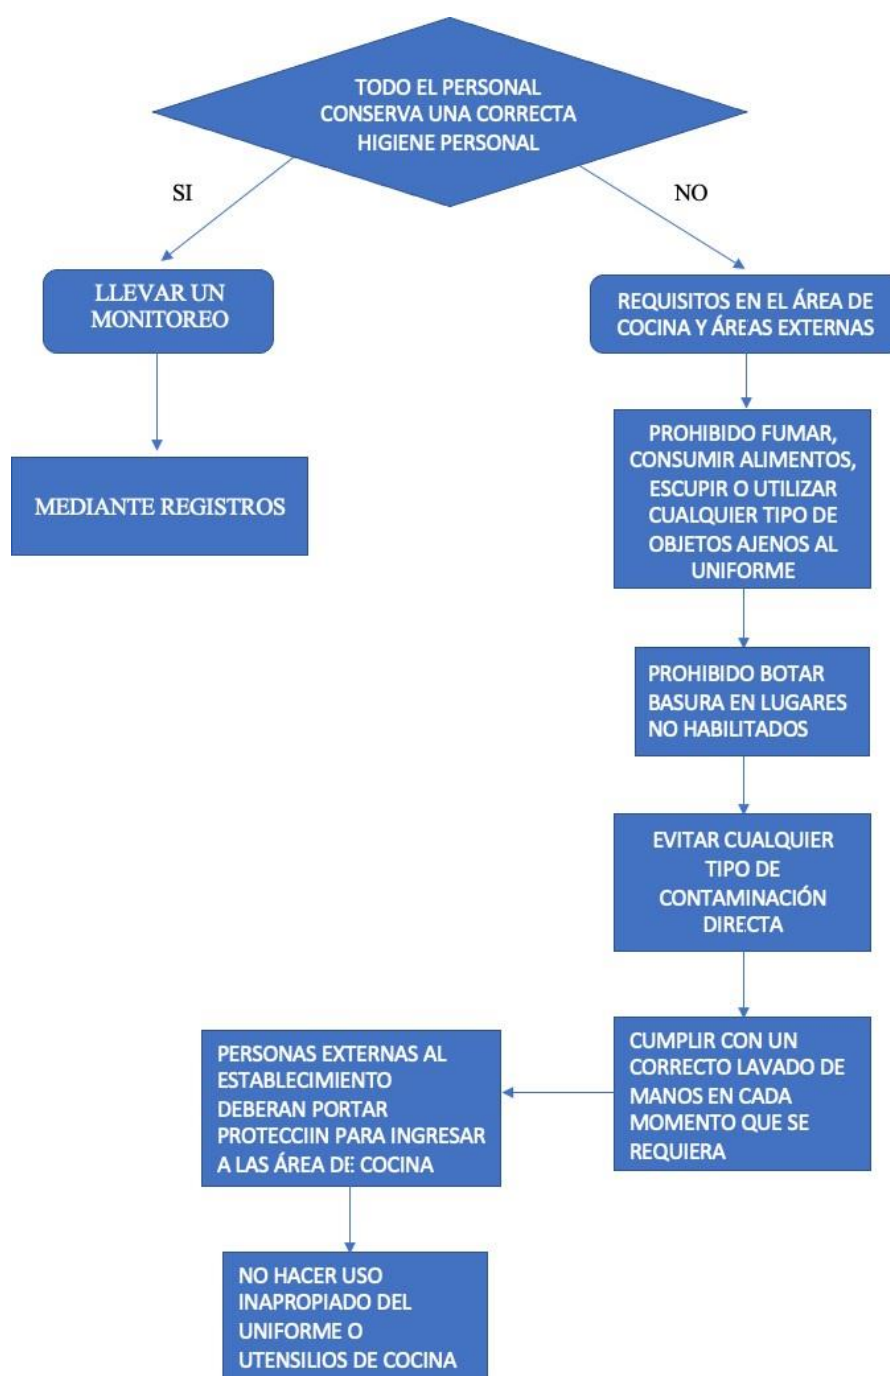 TODO EL PERSONAL
CONSERVA UNA CORRECTA
HIGIENE PERSONAL
SI
NO
LLEVAR UN
MONITOREO
REQUISITOS EN EL ÁREA DE
COCINA Y ÁREAS EXTERNAS
MEDIANTE REGISTROS
PROHIBIDO FUMAR,
CONSUMIR ALIMENTOS,
ESCUPIR O UTILIZAR
CUALQUIER TIPO DE
OBJETOS AJENOS AL
UNIFORME
PROHIBIDO BOTAR
BASURA EN LUGARES
NO HABILITADOS
EVITAR CUALQUIER
TIPO DE
CONTAMINACIÓN
DIRECTA
CUMPLIR CON UN
CORRECTO LAVADO DE
MANOS EN CADA
MOMENTO QUE SE
REQUIERA
PERSONAS EXTERNAS AL
ESTABLECIMIENTO
DEBERAN PORTAR
PROTECCIIN PARA INGRESAR
A LAS ÁREA DE COCINA
NO HACER USO
INAPROPIADO DEL
UNIFORME O
UTENSILIOS DE COCINA